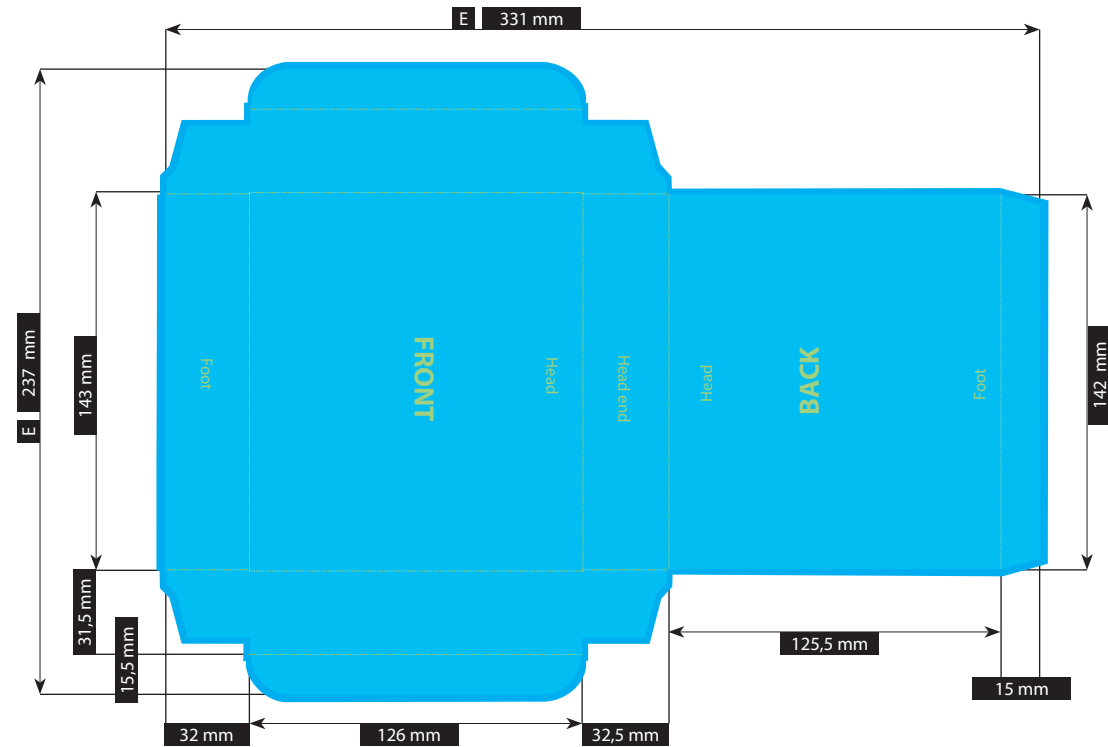 E 331 mm
E 237 mm
143 mm
Foot
FRONT
Head
Head end
Head
BACK
Foot
142 mm
31,5 mm
15,5 mm
125,5 mm
15 mm
32 mm
126 mm
32,5 mm